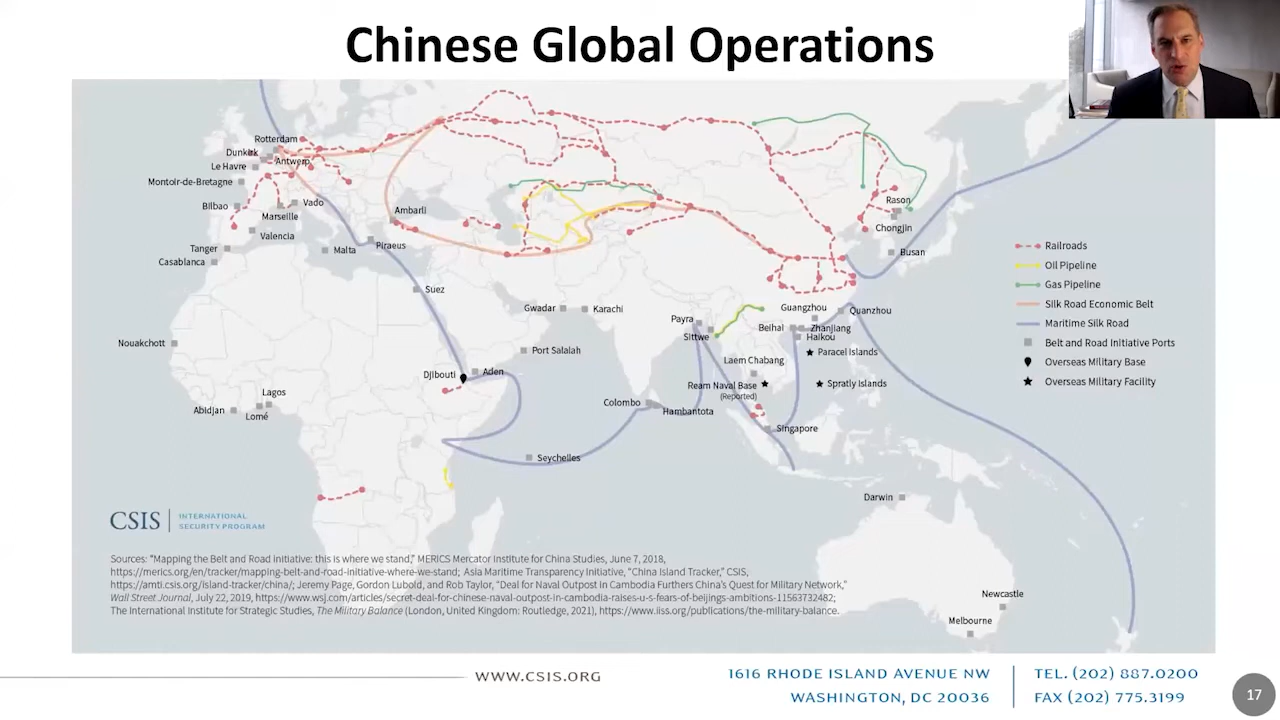 Chinese Global Operations
Rotterdam
Dunkirk
Antwerp
Le Havre
Montoir-de-Bretagne
Bilbao
Vado
Marseille
Valencia
Ambarli
Tanger
Casablanca
Malta
Piraeus
Suez
Rason
Chongjin
Busan
Gwadar
Karachi
Payra
Sittwe
Guangzhou
Quanzhou
Beihai
Zhanjiang
Haikou
Nouakchott
Port Salalah
Laem Chabang
Paracel Islands
Djibouti
Aden
Ream Naval Base
(Reported)
Spratly Islands
Lagos
Abidjan
Lomé
Colombo
Hambantota
Singapore
Seychelles
Darwin
Newcastle
Melbourne
Railroads
Oil Pipeline
Gas Pipeline
Silk Road Economic Belt
Maritime Silk Road
Belt and Road Initiative Ports
Overseas Military Base
Overseas Military Facility
CSIS | INTERNATIONAL
SECURITY PROGRAM
Sources: "Mapping the Belt and Road initiative: this is where we stand," MERICS Mercator Institute for China Studies, June 7, 2018,
https://merics.org/en/tracker/mapping-belt-and-road-initiative-where-we-stand; Asia Maritime Transparency Initiative, "China Island Tracker," CSIS,
https://amti.csis.org/island-tracker/china/; Jeremy Page, Gordon Lubold, and Rob Taylor, "Deal for Naval Outpost in Cambodia Furthers China's Quest for Military Network,"
Wall Street Journal, July 22, 2019, https://www.wsj.com/articles/secret-deal-for-chinese-naval-outpost-in-cambodia-raises-u-s-fears-of-beijings-ambitions-11563732482;
The International Institute for Strategic Studies, The Military Balance (London, United Kingdom: Routledge, 2021), https://www.iiss.org/publications/the-military-balance.
WWW.CSIS.ORG
1616 RHODE ISLAND AVENUE NW
WASHINGTON, DC 20036
TEL. (202) 887.0200
FAX (202) 775.3199
17